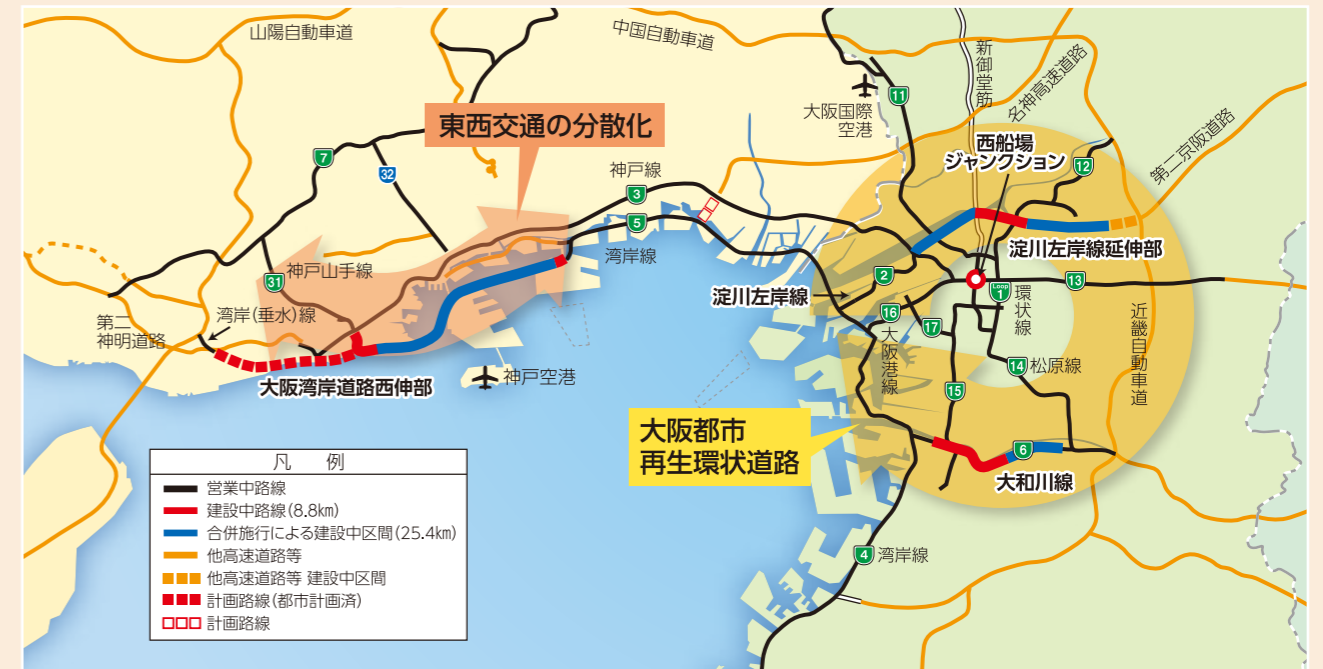 山陽自動車道
中国自動車道
新御堂筋
名神高速道路
大阪国際
空港
11
東西交通の分散化
西船場
ジャンクション
12
第二京阪道路
7
32
神戸線
3
5
湾岸線
淀川左岸線延伸部
神戸山手線
31
2
淀川左岸線
13
Loop
1
環状線
16
17
大阪港線
第二
神明道路
湾岸(垂水)線
近畿自動車道
14
松原線
15
大阪湾岸道路西伸部
神戸空港
大阪都市
再生環状道路
6
大和川線
4
湾岸線
凡 例
営業中路線
建設中路線(8.8km)
合併施行による建設中区間(25.4km)
他高速道路等
他高速道路等 建設中区間
計画路線(都市計画済)
計画路線